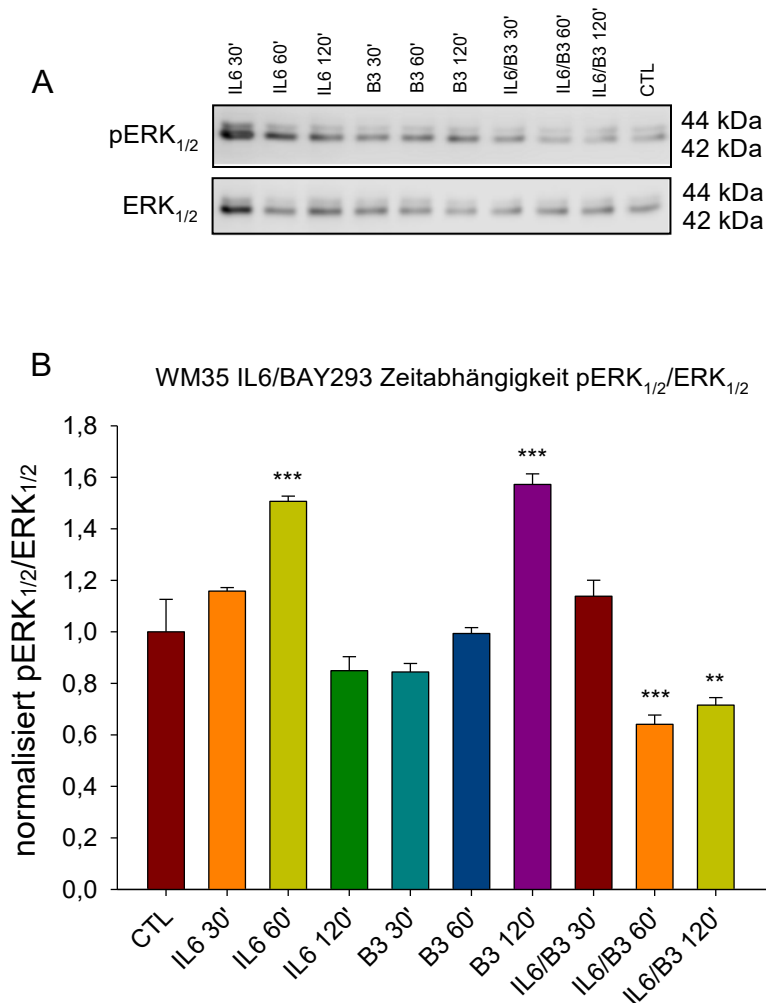 A
IL6 30'
IL6 60'
IL6 120'
B3 30'
B3 60'
B3 120'
IL6/B3 30'
IL6/B3 60'
IL6/B3 120'
CTL
pERK1/2
44 kDa
42 kDa
ERK1/2
44 kDa
42 kDa
B
WM35 IL6/BAY293 Zeitabhängigkeit pERK1/2/ERK1/2
normalisiert pERK1/2/ERK1/2
1,8
1,6
1,4
1,2
1,0
0,8
0,6
0,4
0,2
0,0
***
***
***
**
CTL
IL6 30'
IL6 60'
IL6 120'
B3 30'
B3 60'
B3 120'
IL6/B3 30'
IL6/B3 60'
IL6/B3 120'